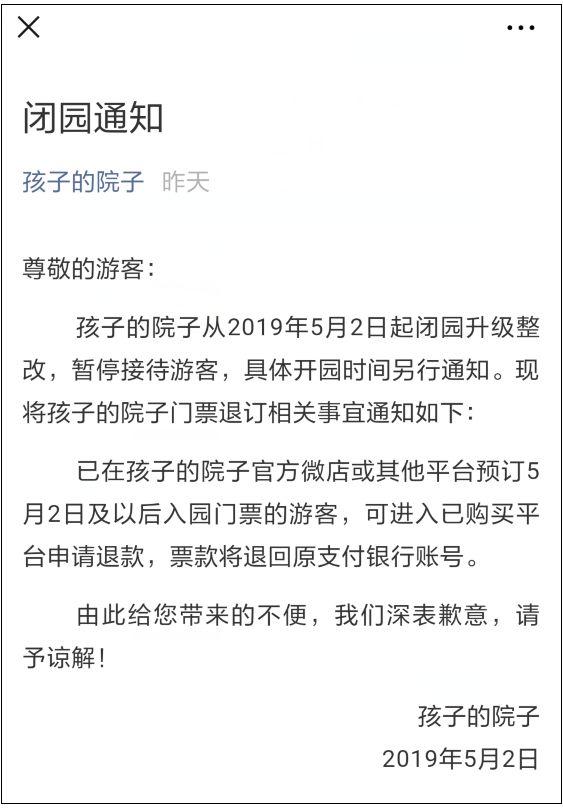 闭园通知
孩子的院子 昨天
尊敬的游客：
孩子的院子从2019年5月2日起闭园升级整
改，暂停接待游客，具体开园时间另行通知。现
将孩子的院子门票退订相关事宜通知如下：
已在孩子的院子官方微店或其他平台预订5
月2日及以后入园门票的游客，可进入已购买平
台申请退款，票款将退回原支付银行账号。
由此给您带来的不便，我们深表歉意，请
予谅解！
孩子的院子
2019年5月2日